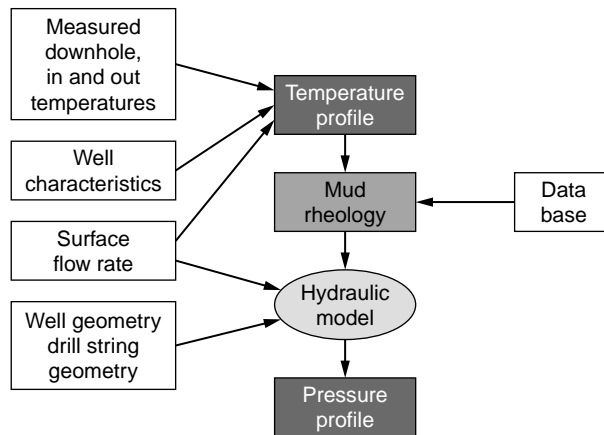 Measured
downhole,
in and out
temperatures
Temperature
profile
Well
characteristics
Mud
rheology
Data
base
Surface
flow rate
Hydraulic
model
Well geometry
drill string
geometry
Pressure
profile